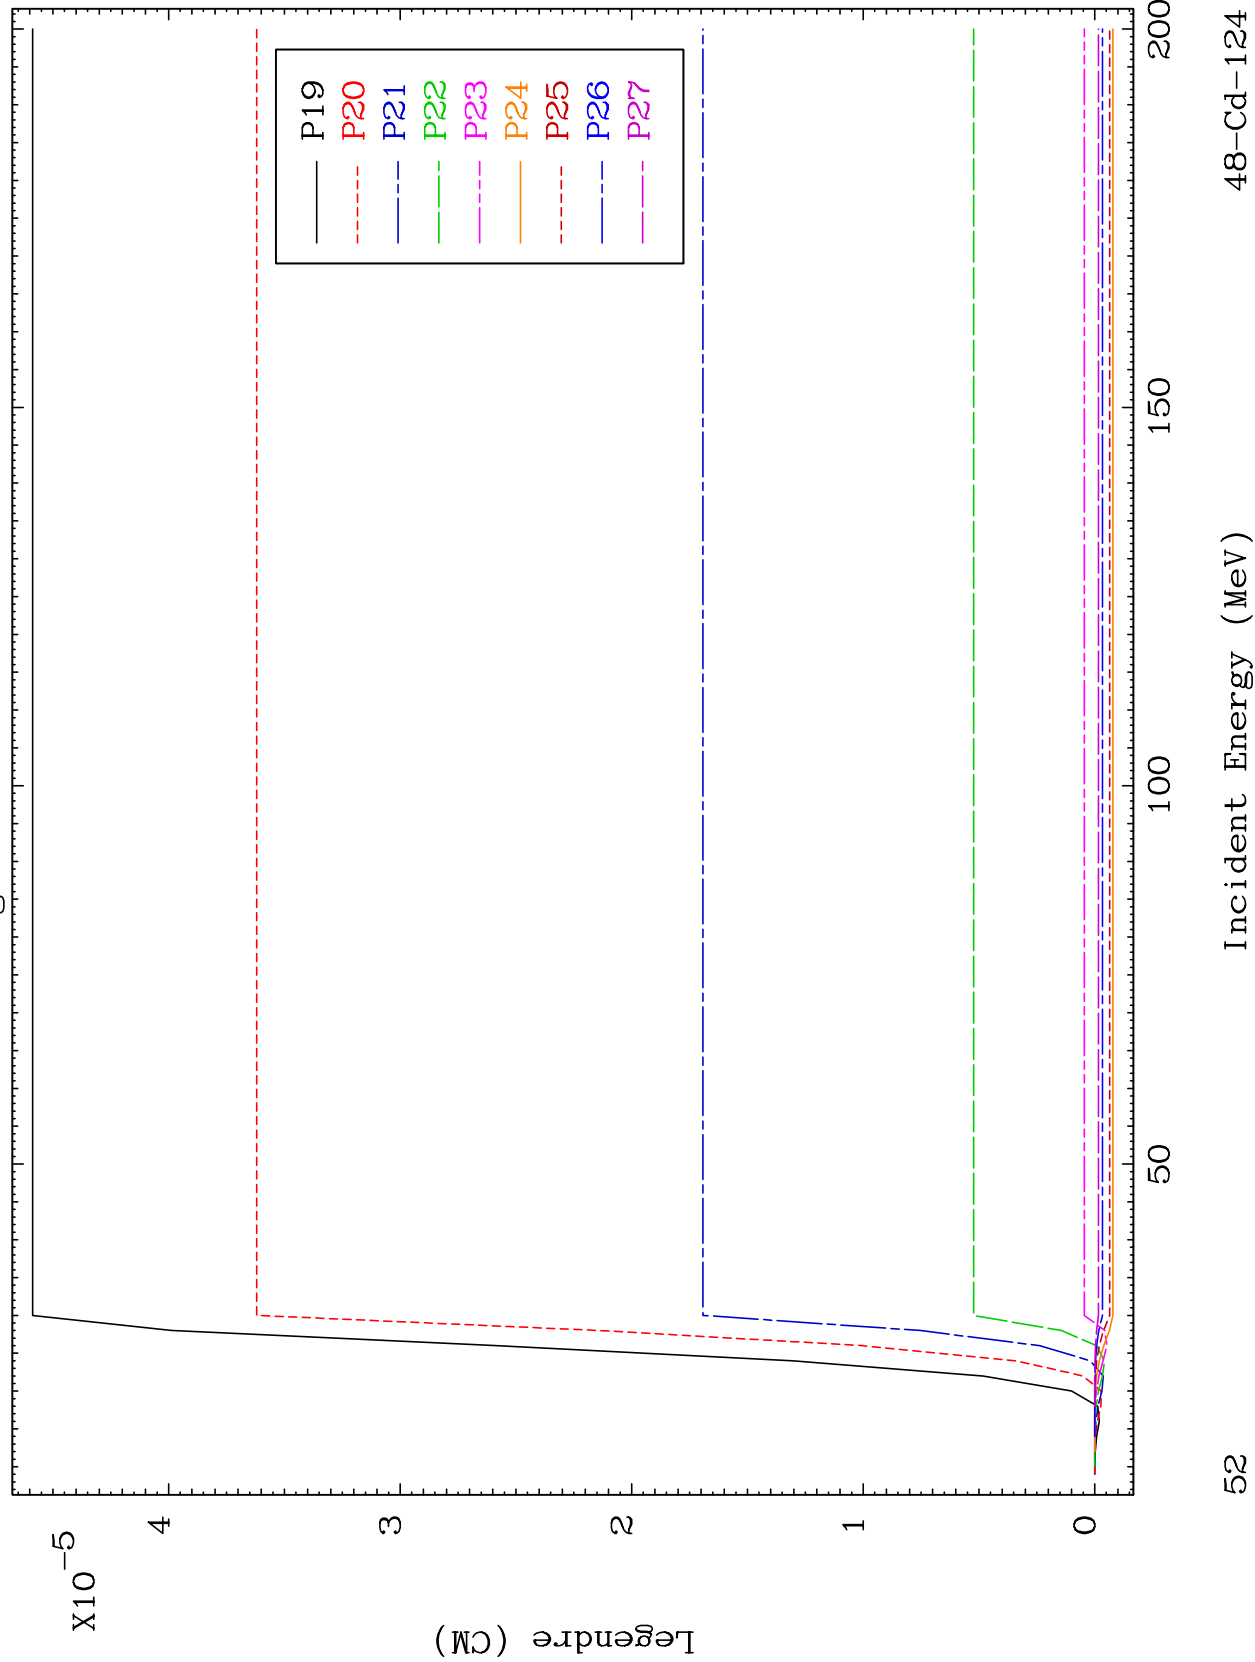 X10-5
4
3
2
1
0
Legendre (CM)
P19
P20
P21
P22
P23
P24
P25
P26
P27
50
100
150
200
52
Incident Energy (MeV)
48-Cd-124